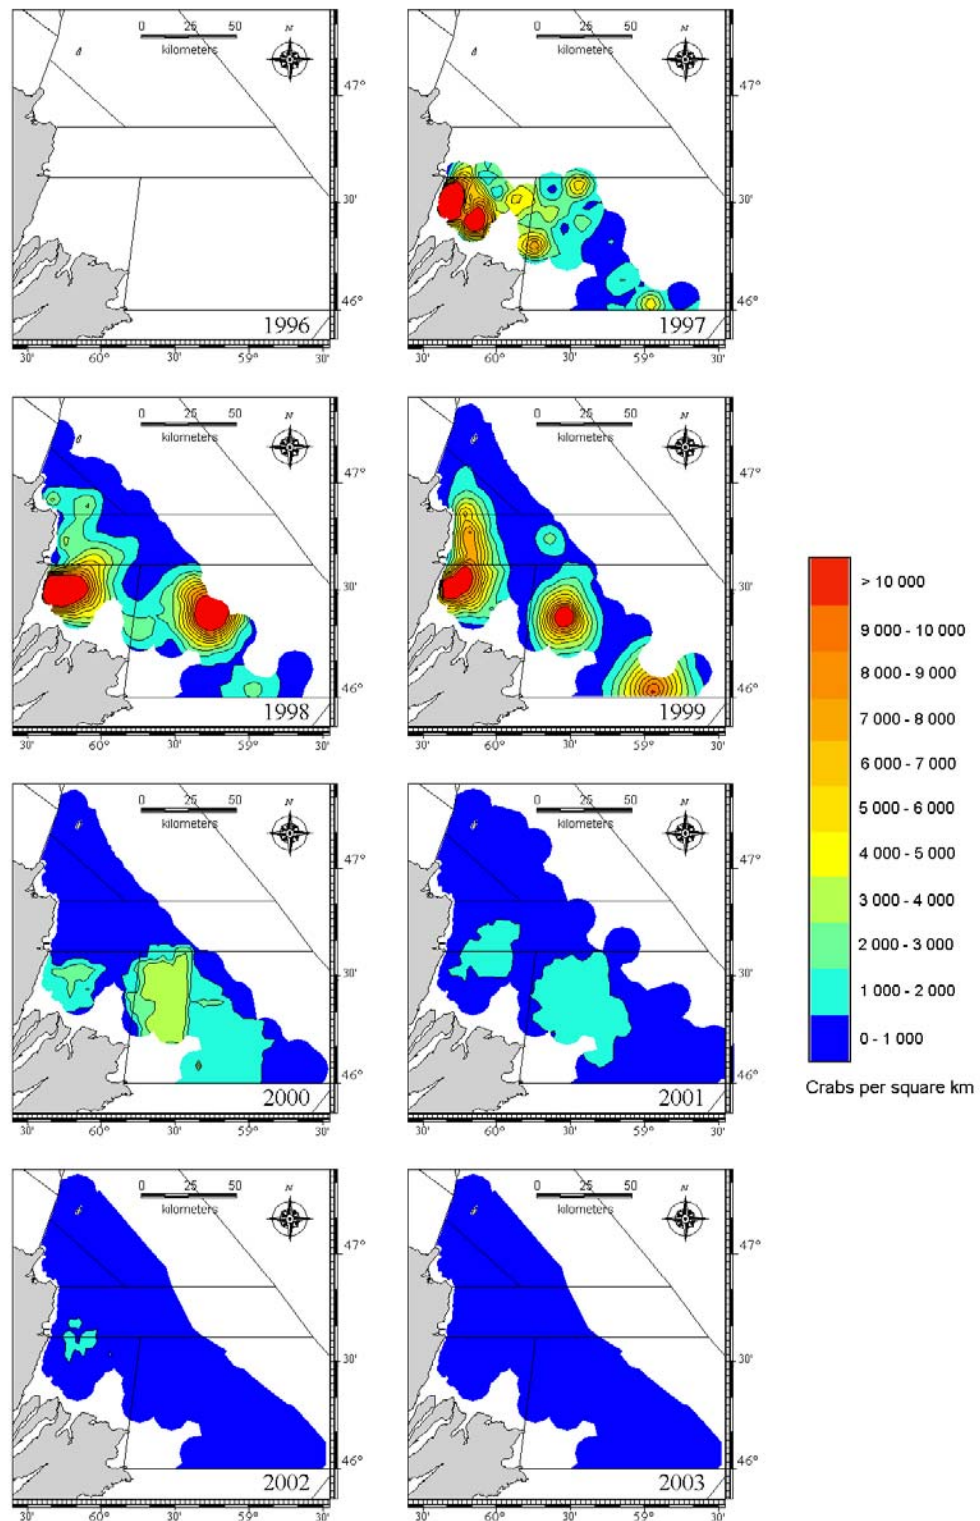 0 25 50
N
kilometers
47°
30'
46°
1996
30' 60° 30' 59° 30'
0 25 50
N
kilometers
47°
30'
46°
1997
30' 60° 30' 59° 30'
0 25 50
N
kilometers
47°
30'
46°
1998
30' 60° 30' 59° 30'
0 25 50
N
kilometers
47°
30'
46°
1999
30' 60° 30' 59° 30'
0 25 50
N
kilometers
47°
30'
46°
2000
30' 60° 30' 59° 30'
0 25 50
N
kilometers
47°
30'
46°
2001
30' 60° 30' 59° 30'
0 25 50
N
kilometers
47°
30'
46°
2002
30' 60° 30' 59° 30'
0 25 50
N
kilometers
47°
30'
46°
2003
30' 60° 30' 59° 30'
> 10 000
9 000 - 10 000
8 000 - 9 000
7 000 - 8 000
6 000 - 7 000
5 000 - 6 000
4 000 - 5 000
3 000 - 4 000
2 000 - 3 000
1 000 - 2 000
0 - 1 000
Crabs per square km